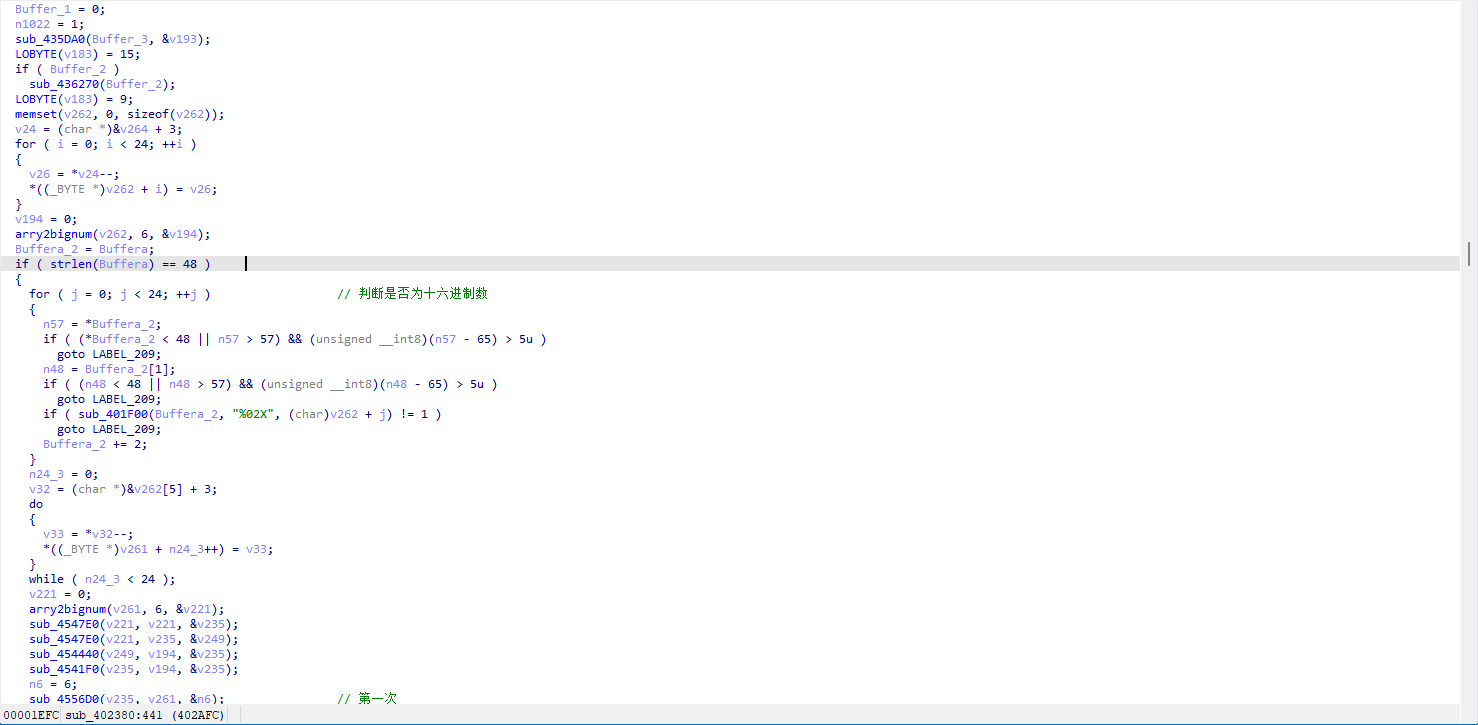 Buffer_1 = 0;
n1022 = 1;
sub_435DA0(Buffer_3, &v193);
LOBYTE(v183) = 15;
if ( Buffer_2 )
  sub_436270(Buffer_2);
LOBYTE(v183) = 9;
memset(v262, 0, sizeof(v262));
v24 = (char *)&v264 + 3;
for ( i = 0; i < 24; ++i )
{
  v26 = *v24--;
  *((_BYTE *)v262 + i) = v26;
}
v194 = 0;
arry2bignum(v262, 6, &v194);
Buffera_2 = Buffera;
if ( strlen(Buffera) == 48 )
{
  for ( j = 0; j < 24; ++j )                  // 判断是否为十六进制数
  {
    n57 = *Buffera_2;
    if ( (*Buffera_2 < 48 || n57 > 57) && (unsigned __int8)(n57 - 65) > 5u )
      goto LABEL_209;
    n48 = Buffera_2[1];
    if ( (n48 < 48 || n48 > 57) && (unsigned __int8)(n48 - 65) > 5u )
      goto LABEL_209;
    if ( sub_401F00(Buffera_2, "%02X", (char)v262 + j) != 1 )
      goto LABEL_209;
    Buffera_2 += 2;
  }
  n24_3 = 0;
  v32 = (char *)&v262[5] + 3;
  do
  {
    v33 = *v32--;
    *((_BYTE *)v261 + n24_3++) = v33;
  }
  while ( n24_3 < 24 );
  v221 = 0;
  arry2bignum(v261, 6, &v221);
  sub_4547E0(v221, v221, &v235);
  sub_4547E0(v221, v235, &v249);
  sub_454440(v249, v194, &v235);
  sub_4541F0(v235, v194, &v235);
  n6 = 6;
  sub_4556D0(v235, v261, &n6);                // 第一次
00001EFC sub_402380:441 (402AFC)